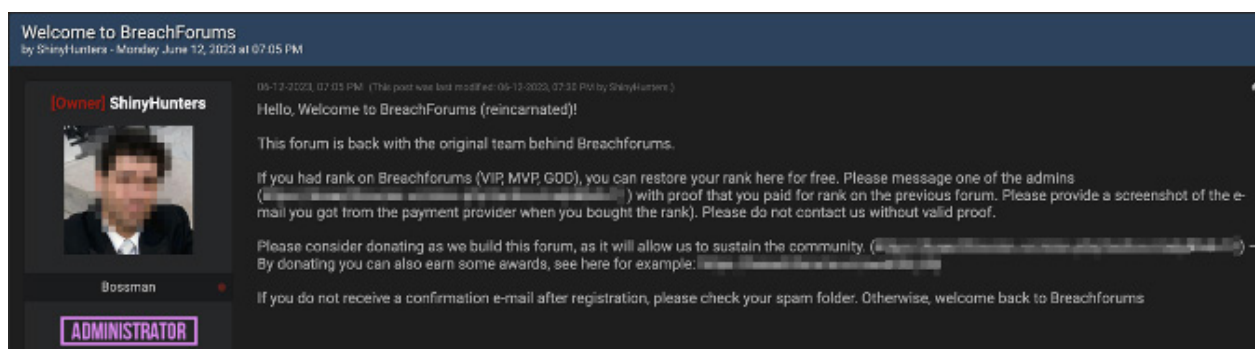 Welcome to BreachForums
by ShinyHunters - Monday June 12, 2023 at 07:05 PM
06-12-2023, 07:05 PM (This post was last modified: 06-12-2023, 07:30 PM by ShinyHunters.)
[Owner] ShinyHunters
Hello, Welcome to BreachForums (reincarnated)!
This forum is back with the original team behind Breachforums.
If you had rank on Breachforums (VIP, MVP, GOD), you can restore your rank here for free. Please message one of the admins
( ) with proof that you paid for rank on the previous forum. Please provide a screenshot of the e-
mail you got from the payment provider when you bought the rank). Please do not contact us without valid proof.
Please consider donating as we build this forum, as it will allow us to sustain the community. ( ) -
By donating you can also earn some awards, see here for example:
Bossman
If you do not receive a confirmation e-mail after registration, please check your spam folder. Otherwise, welcome back to Breachforums
ADMINISTRATOR